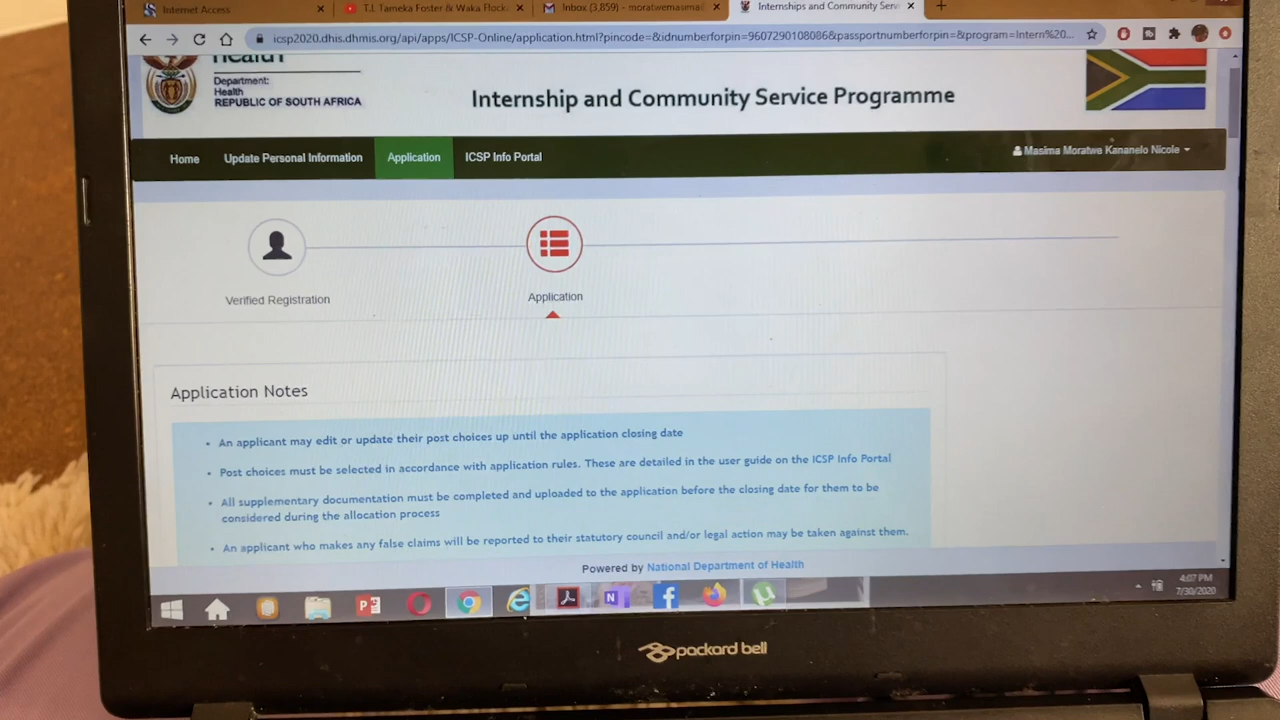 Internet Access
T.I. Tameka Foster & Waka Flocka
Inbox (3,859) - moratwemasima
Internships and Community Serv
icsp2020.dhis.dhmis.org/api/apps/ICSP-Online/application.html?pincode=&idnumberforpin=9607290108086&passportnumberforpin=&program=Intern%20...
health
Department:
Health
REPUBLIC OF SOUTH AFRICA
Internship and Community Service Programme
Home
Update Personal Information
Application
ICSP Info Portal
Masima Moratwe Kananelo Nicole
Verified Registration
Application
Application Notes
An applicant may edit or update their post choices up until the application closing date
Post choices must be selected in accordance with application rules. These are detailed in the user guide on the ICSP Info Portal
All supplementary documentation must be completed and uploaded to the application before the closing date for them to be
considered during the allocation process
An applicant who makes any false claims will be reported to their statutory council and/or legal action may be taken against them.
Powered by National Department of Health
4:07 PM
7/30/2020
packard bell